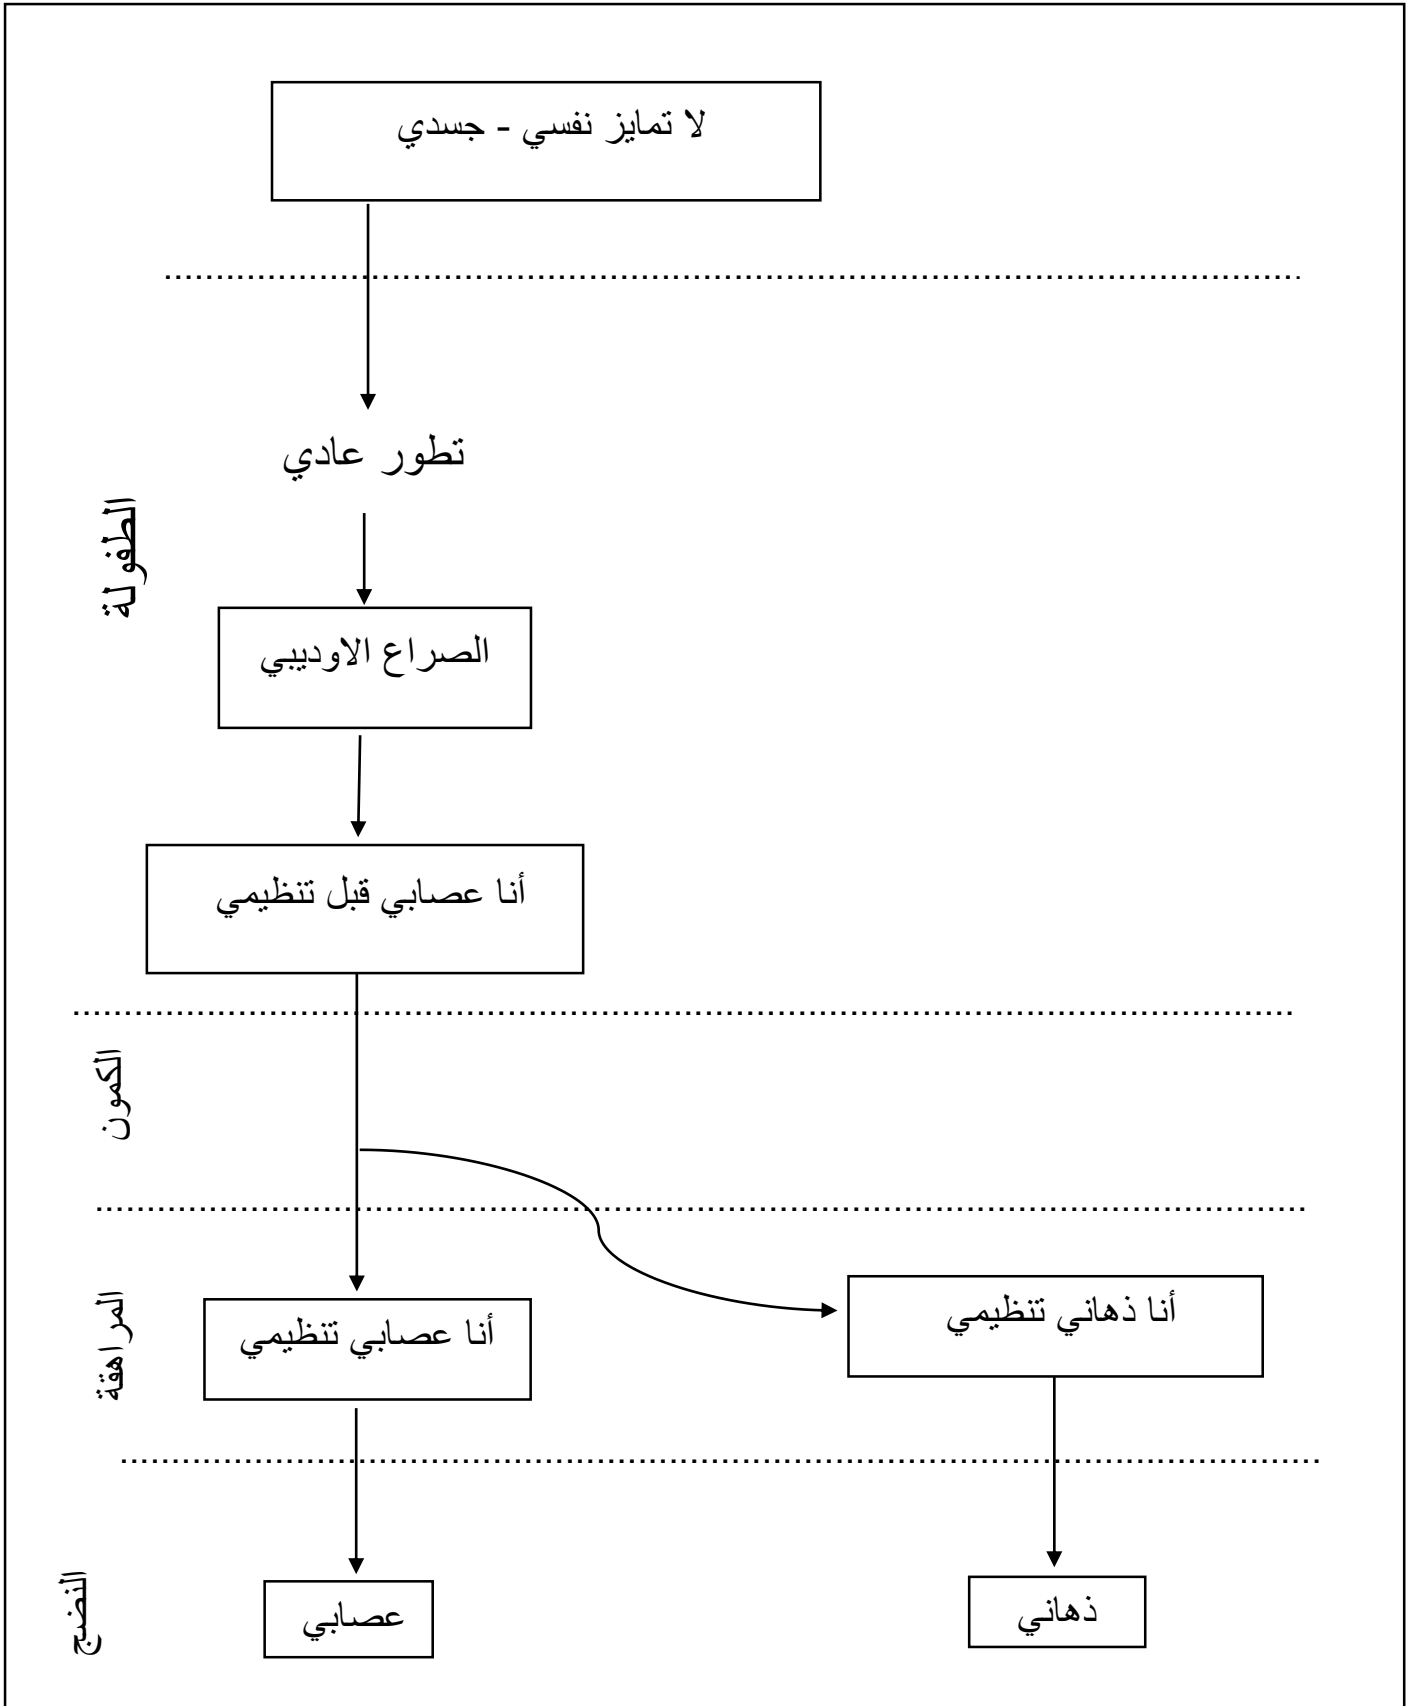 لا تمايز نفسي - جسدي
تطور عادي
الطفولة
الصراع الاوديبي
أنا عصابي قبل تنظيمي
الكمون
أنا ذهاني تنظيمي
أنا عصابي تنظيمي
المراهقة
ذهاني
عصابي
النضج